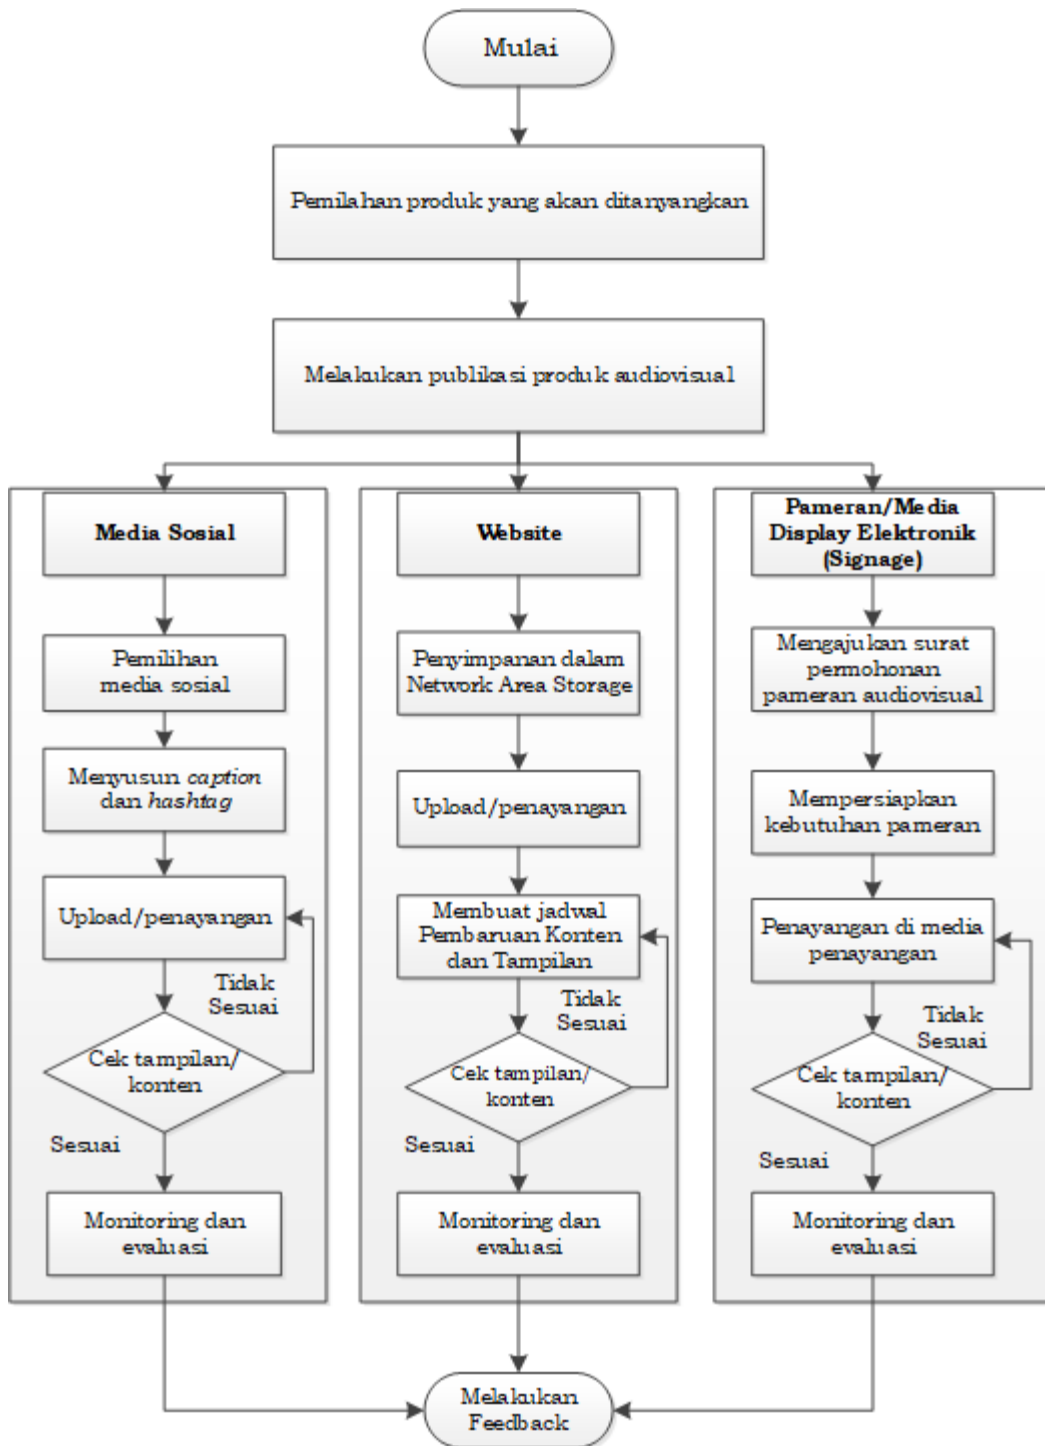 Mulai
Pemilahan produk yang akan ditanyangkan
Melakukan publikasi produk audiovisual
Media Sosial
Pemilihan
media sosial
Menyusun caption
dan hashtag
Upload/penayangan
Tidak
Sesuai
Cek tampilan/
konten
Sesuai
Monitoring dan
evaluasi
Website
Penyimpanan dalam
Network Area Storage
Upload/penayangan
Membuat jadwal
Pembaruan Konten
dan Tampilan
Tidak
Sesuai
Cek tampilan/
konten
Sesuai
Monitoring dan
evaluasi
Pameran/Media
Display Elektronik
(Signage)
Mengajukan surat
permohonan
pameran audiovisual
Mempersiapkan
kebutuhan pameran
Penayangan di media
penayangan
Tidak
Sesuai
Cek tampilan/
konten
Sesuai
Monitoring dan
evaluasi
Melakukan
Feedback